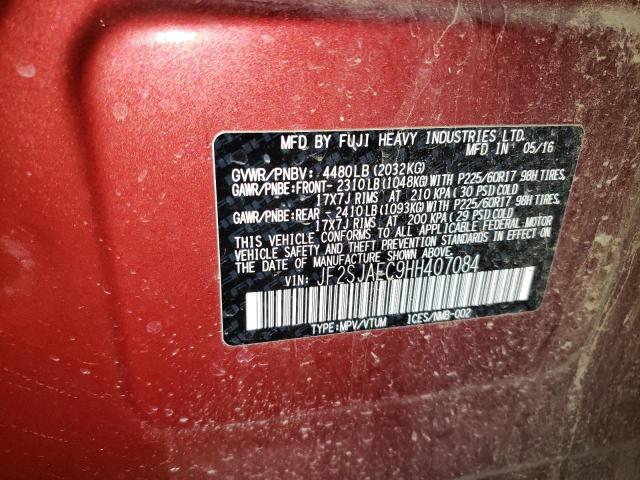 MFD BY FUJI HEAVY INDUSTRIES LTD.
MFD IN 05/16
GVWR/PNBV: 4480LB (2032KG)
GAWR/PNBE:FRONT- 2310LB (1048KG) WITH P225/60R17 98H TIRES,
17X7J RIMS AT 210 KPA ( 30 PSI) COLD
GAWR/PNBE:REAR - 2410LB (1093KG) WITH P225/60R17 98H TIRES,
17X7J RIMS AT 200 KPA ( 29 PSI) COLD
THIS VEHICLE CONFORMS TO ALL APPLICABLE FEDERAL MOTOR
VEHICLE SAFETY AND THEFT PREVENTION STANDARDS IN EFFECT ON
THE DATE OF MANUFACTURE SHOWN ABOVE.
VIN: JF2SJAEC9HH407084
TYPE:MPV/VTUM ICES/NMB-002